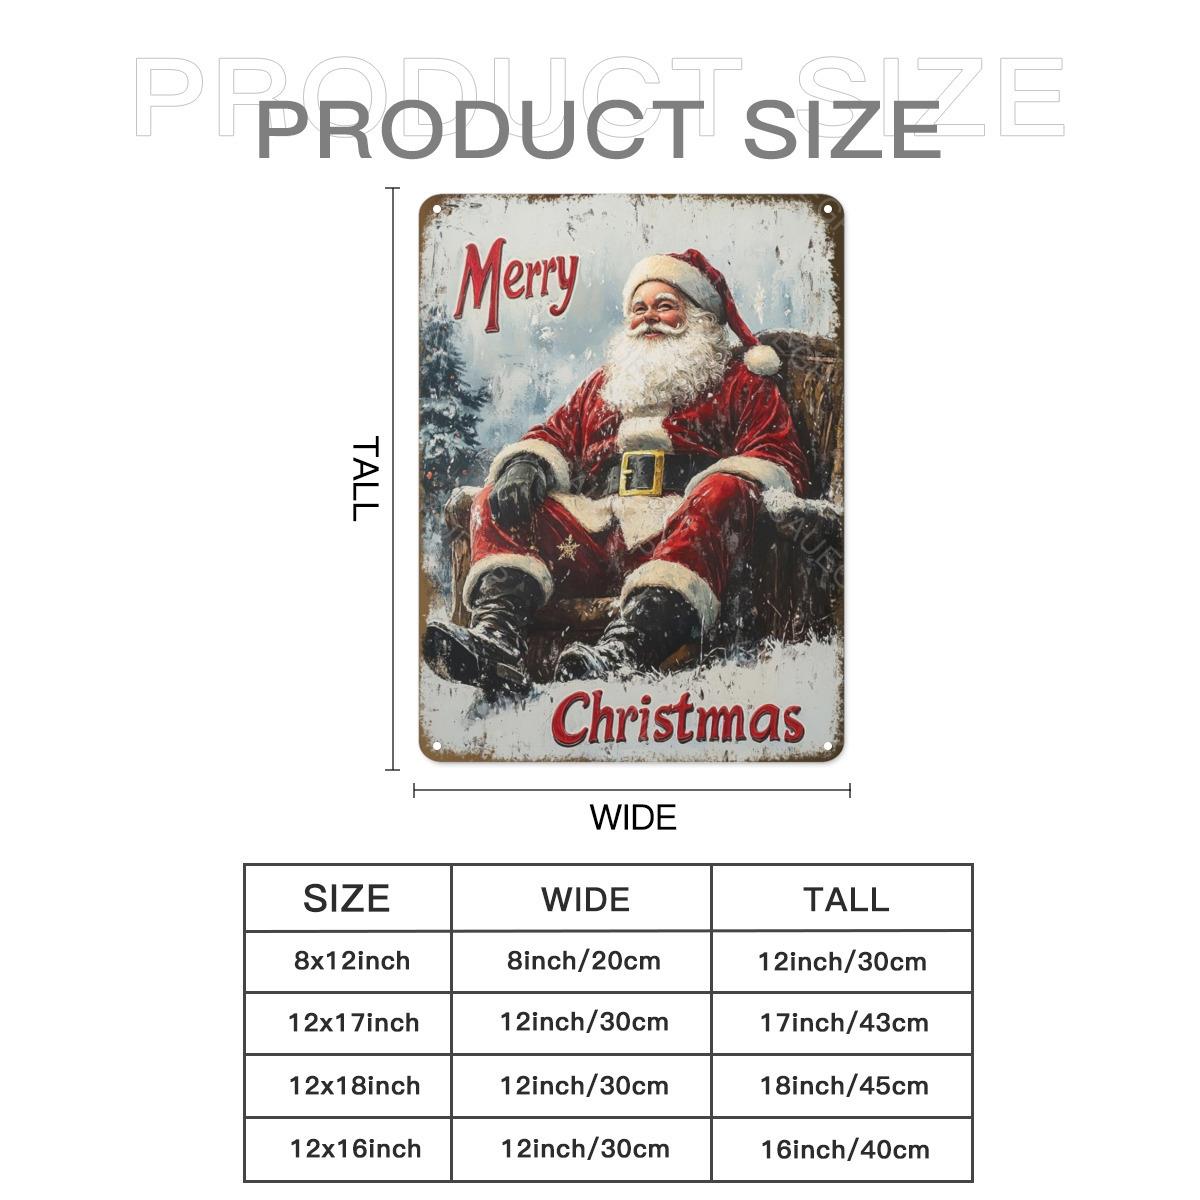 PRODUCT SIZE
PRODUCT SIZE
Merry
TALL
Christmas
WIDE
SIZE WIDE TALL
8x12inch 8inch/20cm 12inch/30cm
12x17inch 12inch/30cm 17inch/43cm
12x18inch 12inch/30cm 18inch/45cm
12x16inch 12inch/30cm 16inch/40cm